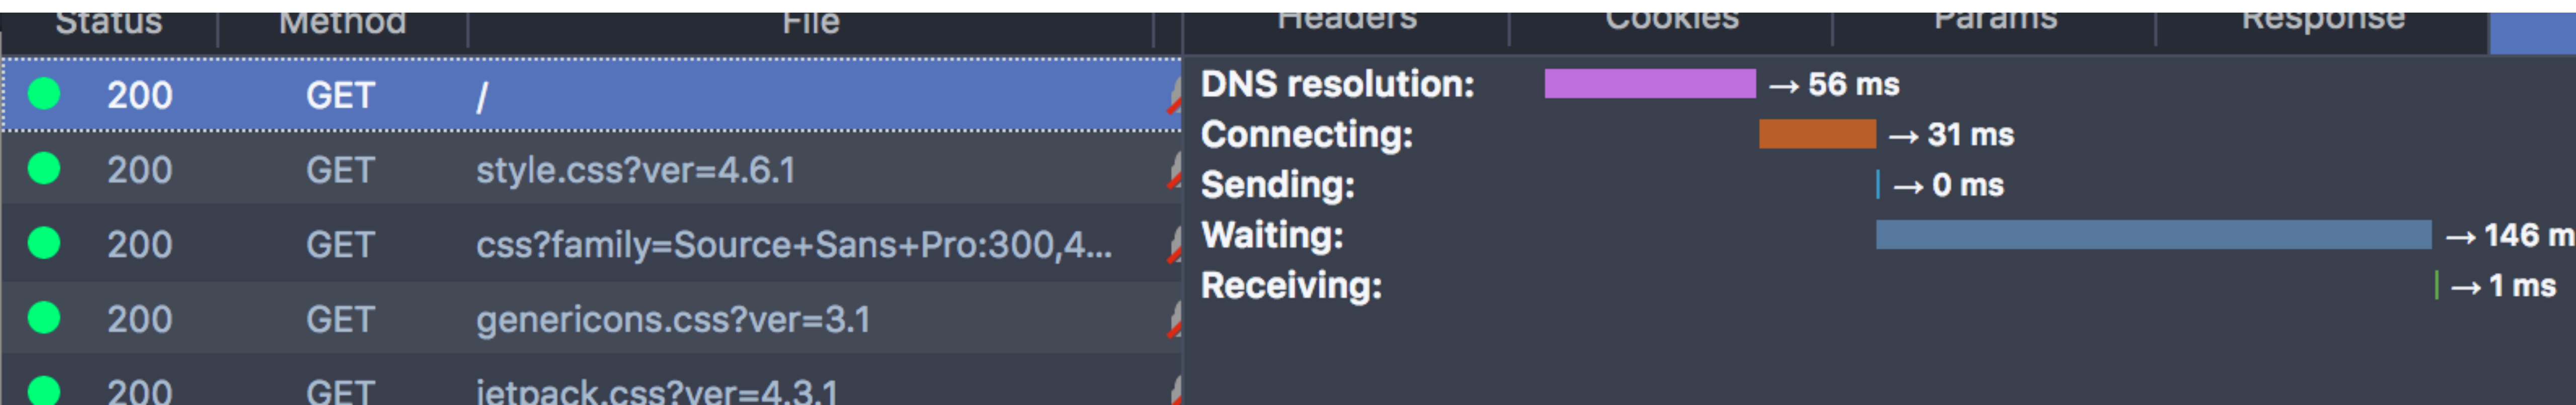 Status Method File Headers Cookies Params Response
200 GET /
200 GET style.css?ver=4.6.1
200 GET css?family=Source+Sans+Pro:300,4...
200 GET genericons.css?ver=3.1
200 GET jetpack.css?ver=4.3.1
DNS resolution: → 56 ms
Connecting: → 31 ms
Sending: → 0 ms
Waiting: → 146 m
Receiving: → 1 ms